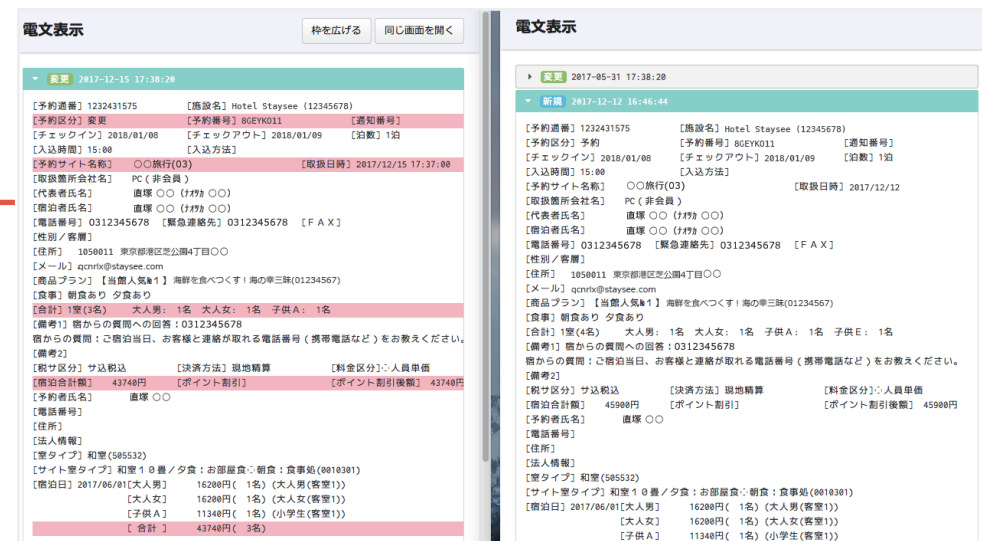 電文表示
枠を広げる 同じ画面を開く
変更 2017-12-15 17:38:20
[予約通番] 1232431575 [施設名] Hotel Staysee (12345678)
[予約区分] 変更 [予約番号] 8GEYKO11 [通知番号]
[チェックイン] 2018/01/08 [チェックアウト] 2018/01/09 [泊数] 1泊
[入込時間] 15:00 [入込方法]
[予約サイト名称] 〇〇旅行(03) [取扱日時] 2017/12/15 17:37:00
[取扱箇所会社名] PC ( 非会員 )
[代表者氏名] 直塚 〇〇 (ﾅｵﾂｶ 〇〇)
[宿泊者氏名] 直塚 〇〇 (ﾅｵﾂｶ 〇〇)
[電話番号] 0312345678 [緊急連絡先] 0312345678 [ＦＡＸ]
[性別／客層]
[住所] 1050011 東京都港区芝公園4丁目〇〇
[メール] qcnrlx@staysee.com
[商品プラン] 【当館人気№1】 海鮮を食べつくす！海の幸三昧(01234567)
[食事] 朝食あり 夕食あり
[合計] 1室(3名) 大人男: 1名 大人女: 1名 子供Ａ: 1名
[備考1] 宿からの質問への回答：0312345678
宿からの質問：ご宿泊当日、お客様と連絡が取れる電話番号 ( 携帯電話など ) をお教えください。
[備考2]
[税サ区分] サ込税込 [決済方法] 現地精算 [料金区分] 人員単価
[宿泊合計額] 43740円 [ポイント割引] [ポイント割引後額] 43740円
[予約者氏名] 直塚 〇〇
[電話番号]
[住所]
[法人情報]
[室タイプ] 和室(505532)
[サイト室タイプ] 和室１０畳／夕食：お部屋食 朝食：食事処(0010301)
[宿泊日] 2017/06/01[大人男] 16200円( 1名) (大人男(客室1))
[大人女] 16200円( 1名) (大人女(客室1))
[子供Ａ] 11340円( 1名) (小学生(客室1))
[ 合計 ] 43740円( 3名)
電文表示
変更 2017-05-31 17:38:20
新規 2017-12-12 16:46:44
[予約通番] 1232431575 [施設名] Hotel Staysee (12345678)
[予約区分] 予約 [予約番号] 8GEYKO11 [通知番号]
[チェックイン] 2018/01/08 [チェックアウト] 2018/01/09 [泊数] 1泊
[入込時間] 15:00 [入込方法]
[予約サイト名称] 〇〇旅行(03) [取扱日時] 2017/12/12
[取扱箇所会社名] PC ( 非会員 )
[代表者氏名] 直塚 〇〇 (ﾅｵﾂｶ 〇〇)
[宿泊者氏名] 直塚 〇〇 (ﾅｵﾂｶ 〇〇)
[電話番号] 0312345678 [緊急連絡先] 0312345678 [ＦＡＸ]
[性別／客層]
[住所] 1050011 東京都港区芝公園4丁目〇〇
[メール] qcnrlx@staysee.com
[商品プラン] 【当館人気№1】 海鮮を食べつくす！海の幸三昧(01234567)
[食事] 朝食あり 夕食あり
[合計] 1室(4名) 大人男: 1名 大人女: 1名 子供Ａ: 1名 子供Ｅ: 1名
[備考1] 宿からの質問への回答：0312345678
宿からの質問：ご宿泊当日、お客様と連絡が取れる電話番号 ( 携帯電話など ) をお教えください。
[備考2]
[税サ区分] サ込税込 [決済方法] 現地精算 [料金区分] 人員単価
[宿泊合計額] 45900円 [ポイント割引] [ポイント割引後額] 45900円
[予約者氏名] 直塚 〇〇
[電話番号]
[住所]
[法人情報]
[室タイプ] 和室(505532)
[サイト室タイプ] 和室１０畳／夕食：お部屋食 朝食：食事処(0010301)
[宿泊日] 2017/06/01[大人男] 16200円( 1名) (大人男(客室1))
[大人女] 16200円( 1名) (大人女(客室1))
[子供Ａ] 11340円( 1名) (小学生(客室1))